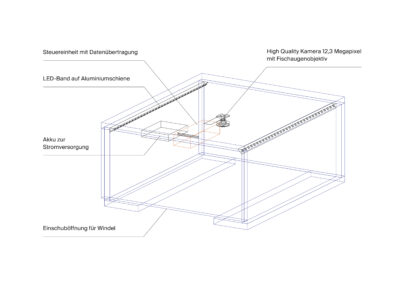 Steuereinheit mit Datenübertragung
High Quality Kamera 12,3 Megapixel
mit Fischaugenobjektiv
LED-Band auf Aluminiumschiene
Akku zur
Stromversorgung
Einschuböffnung für Windel